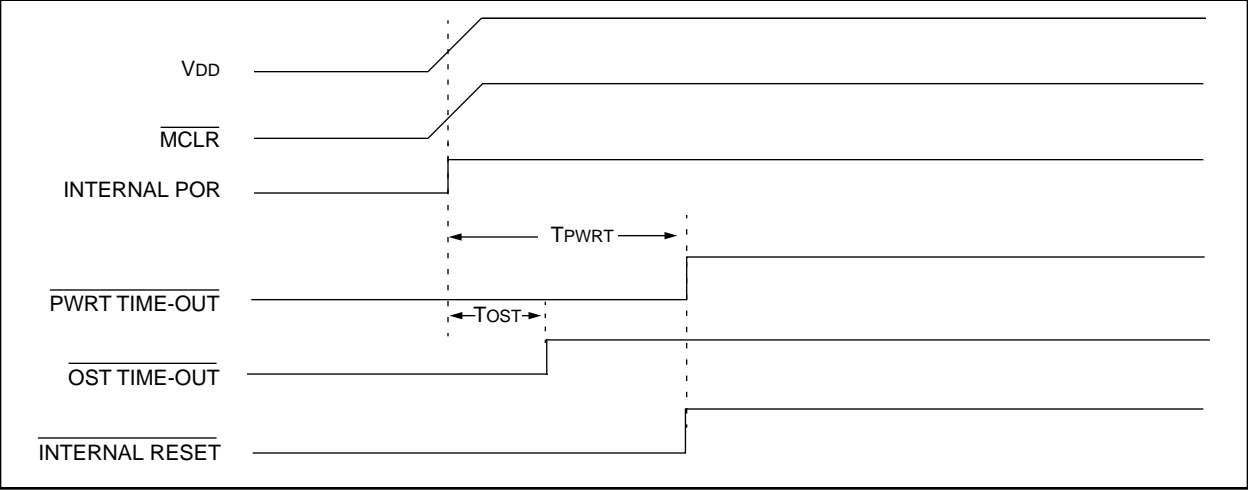 VDD
MCLR
INTERNAL POR
TPWRT
PWRT TIME-OUT
TOST
OST TIME-OUT
INTERNAL RESET